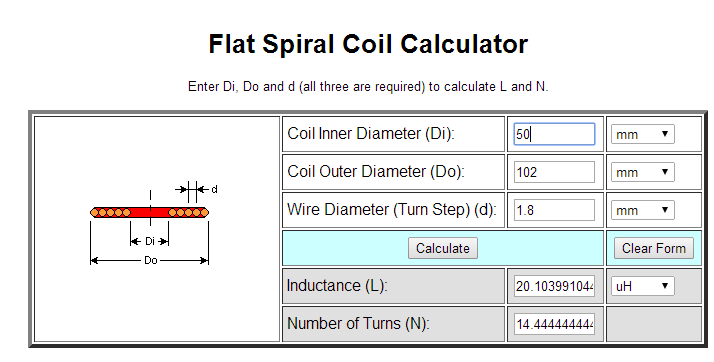 Flat Spiral Coil Calculator
Enter Di, Do and d (all three are required) to calculate L and N.
d
Di
Do
Coil Inner Diameter (Di): 50 mm
Coil Outer Diameter (Do): 102 mm
Wire Diameter (Turn Step) (d): 1.8 mm
Calculate Clear Form
Inductance (L): 20.103991044 uH
Number of Turns (N): 14.444444444